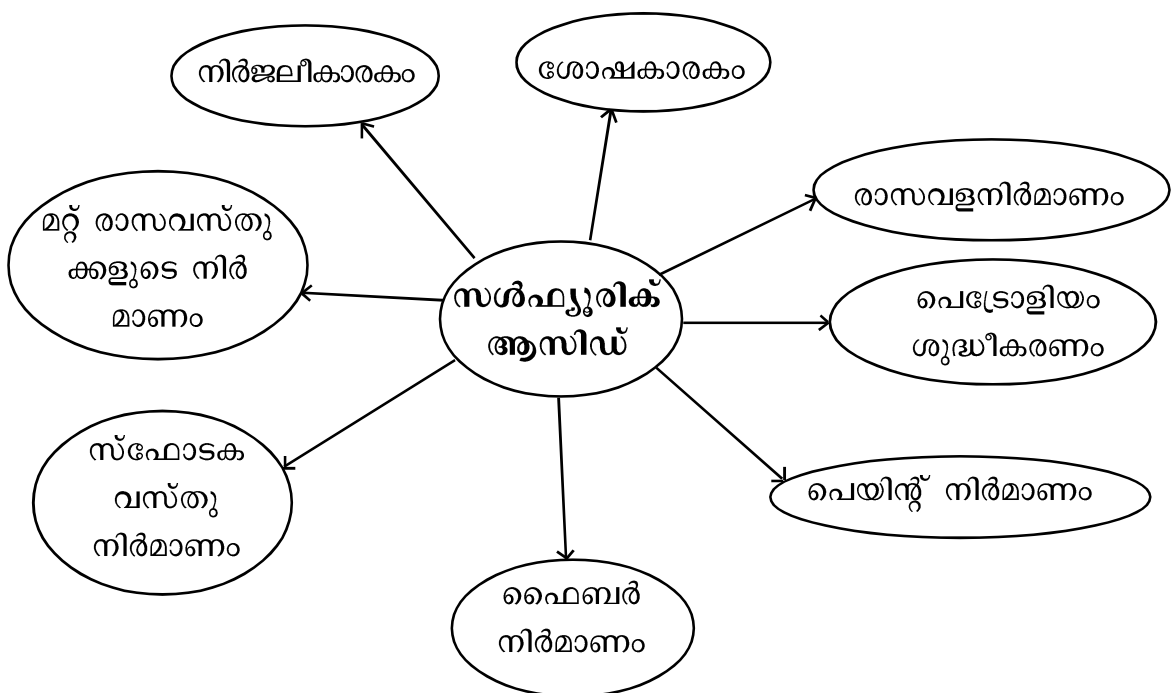 നിർജലീകാരകം
ശോഷകാരകം
രാസവളനിർമാണം
മറ്റ് രാസവസ്തു
ക്കളുടെ നിർ
മാണം
സൾഫ്യൂരിക്
ആസിഡ്
പെട്രോളിയം
ശുദ്ധീകരണം
സ്ഫോടക
വസ്തു
നിർമാണം
പെയിന്റ് നിർമാണം
ഫൈബർ
നിർമാണം